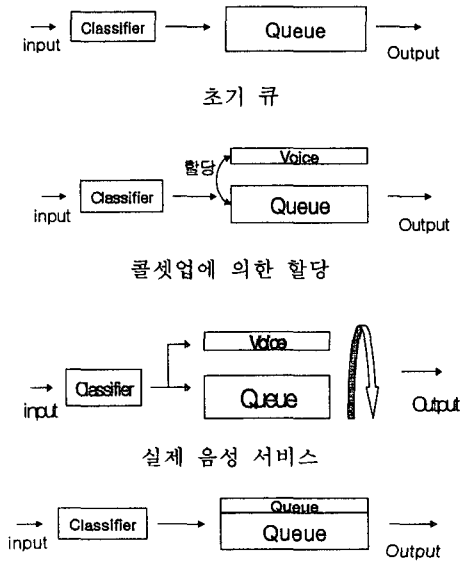 input Classifier Queue Output
초기 큐
할당 Voice
input Classifier Queue Output
콜셋업에 의한 할당
Voice
input Classifier Queue Output
실제 음성 서비스
Queue
input Classifier Queue Output